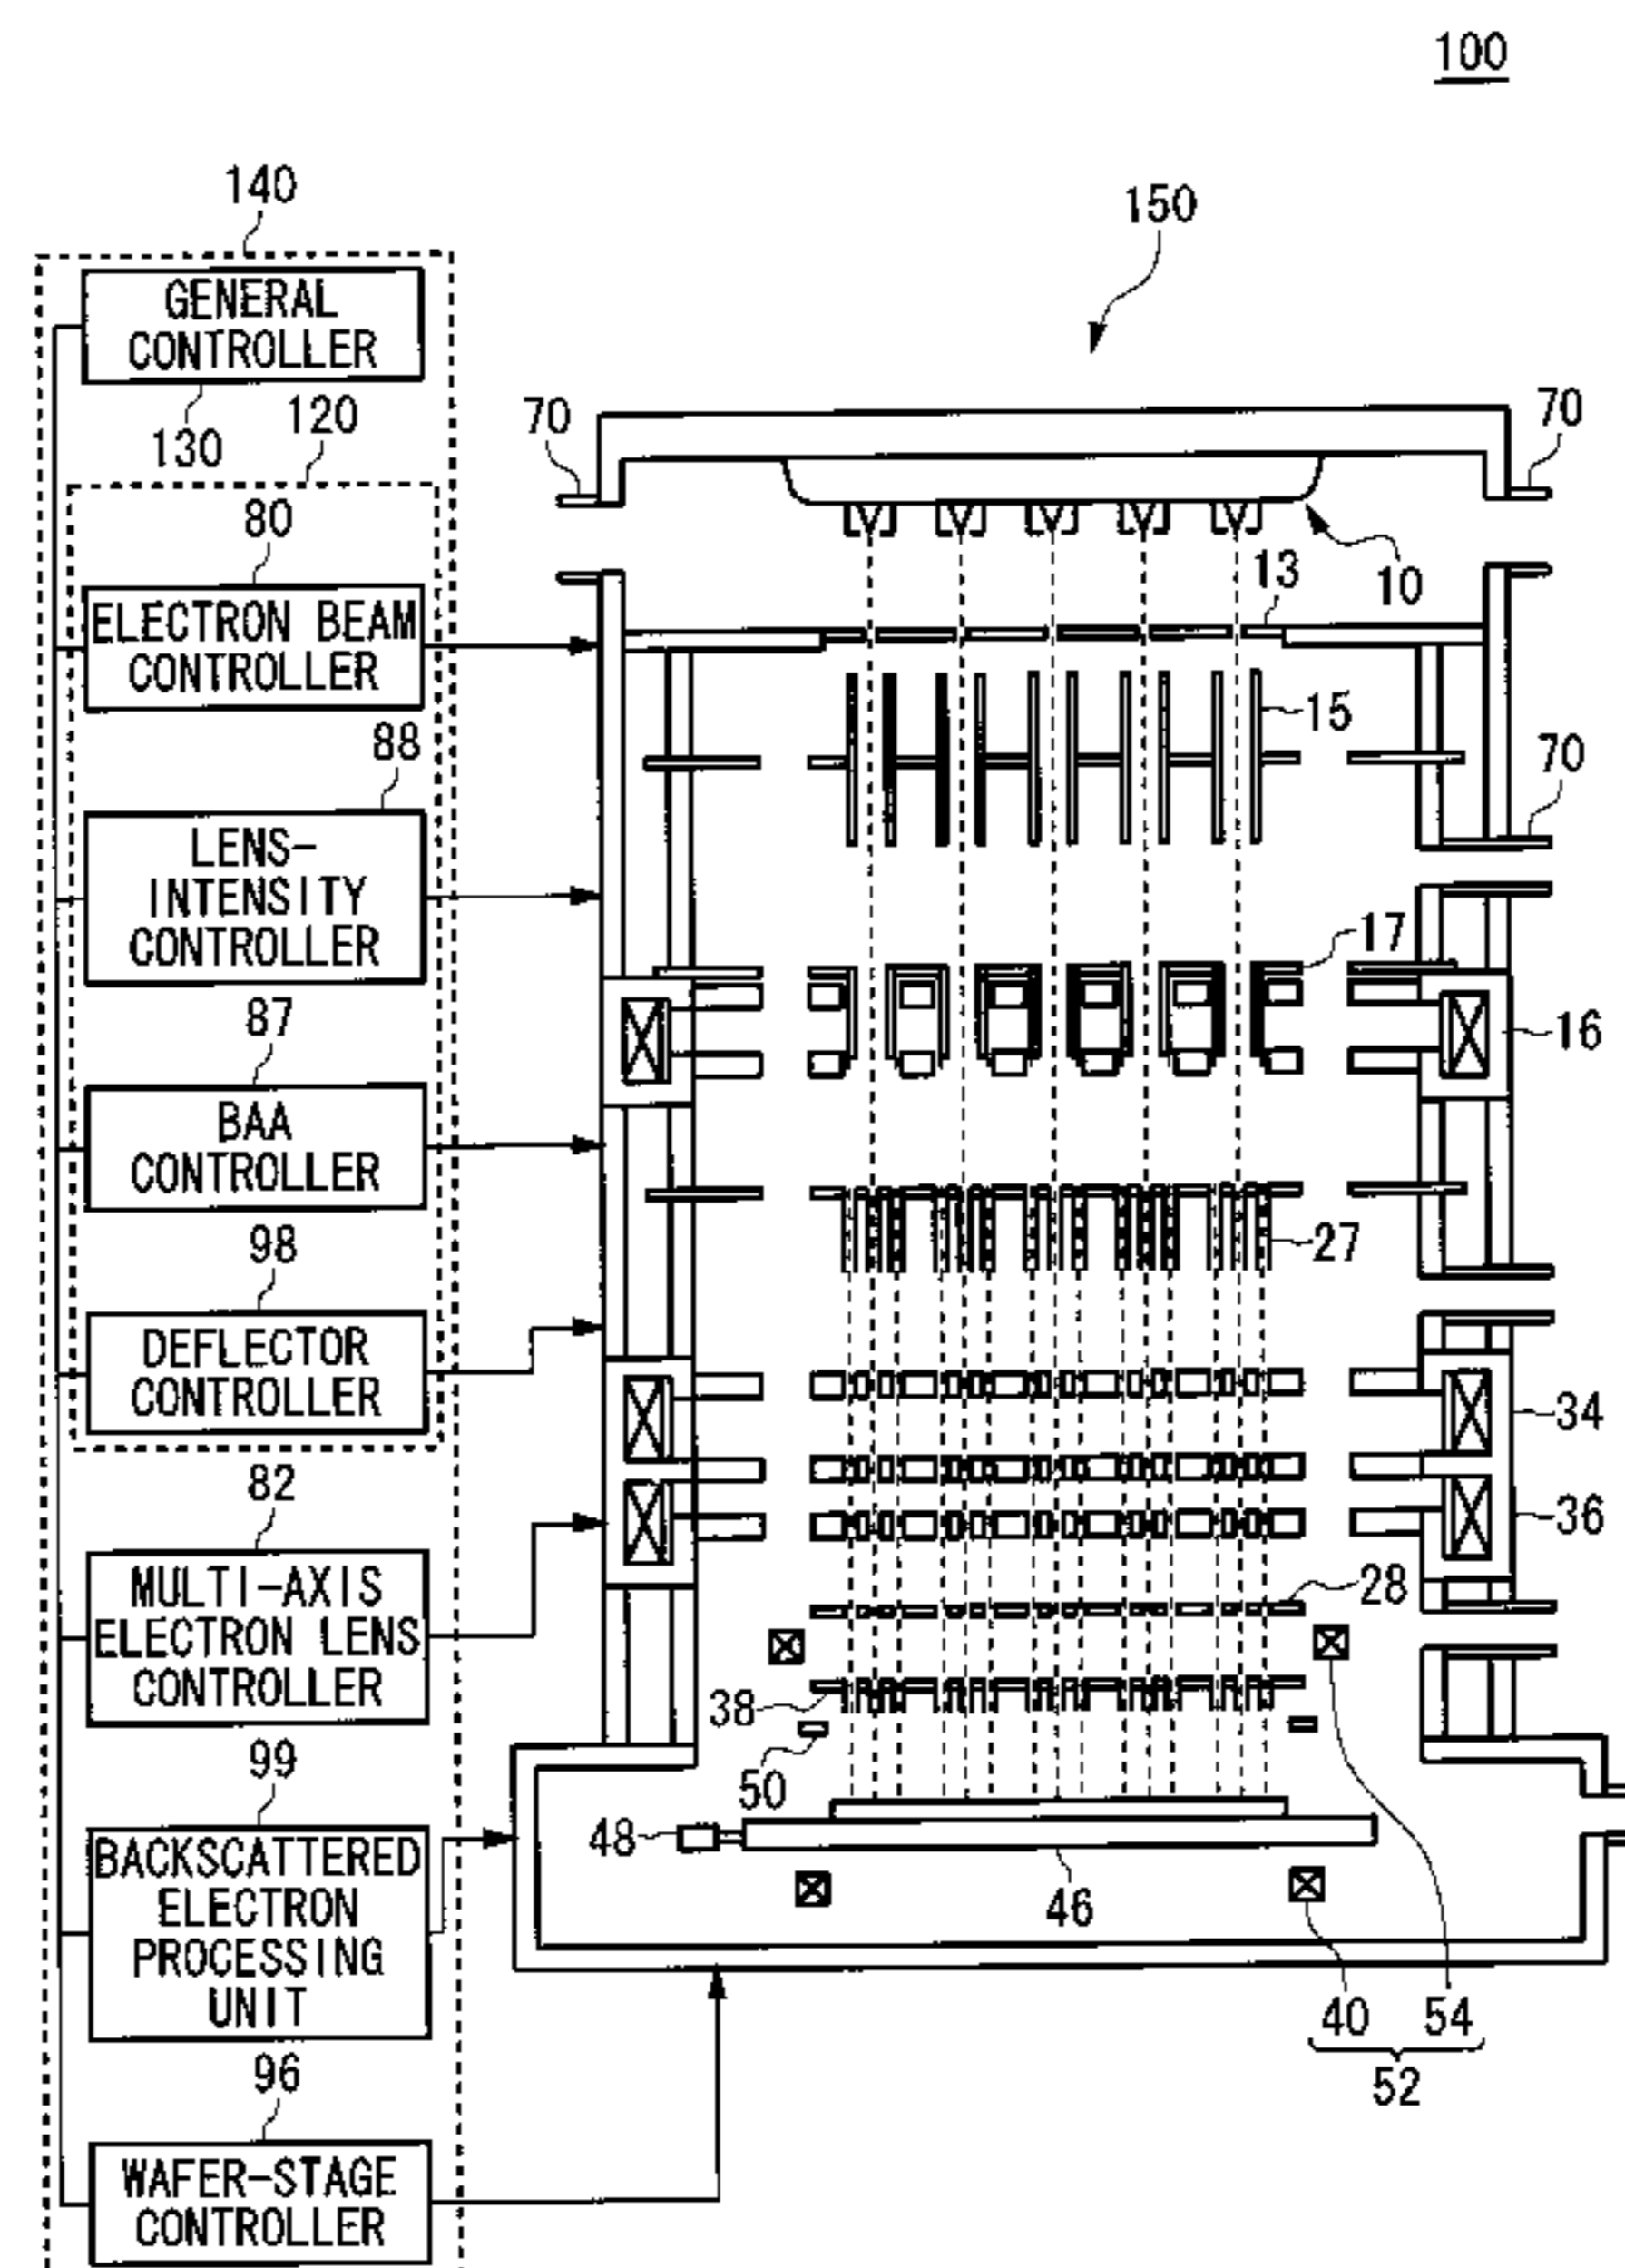 100
140
150
GENERAL
CONTROLLER
130
120
70
70
80
ELECTRON BEAM
CONTROLLER
10
13
15
88
70
LENS-
INTENSITY
CONTROLLER
17
87
16
BAA
CONTROLLER
98
27
DEFLECTOR
CONTROLLER
34
82
36
MULTI-AXIS
ELECTRON LENS
CONTROLLER
28
38
99
50
BACKSCATTERED
ELECTRON
PROCESSING
UNIT
48
46
40 54
52
96
WAFER-STAGE
CONTROLLER